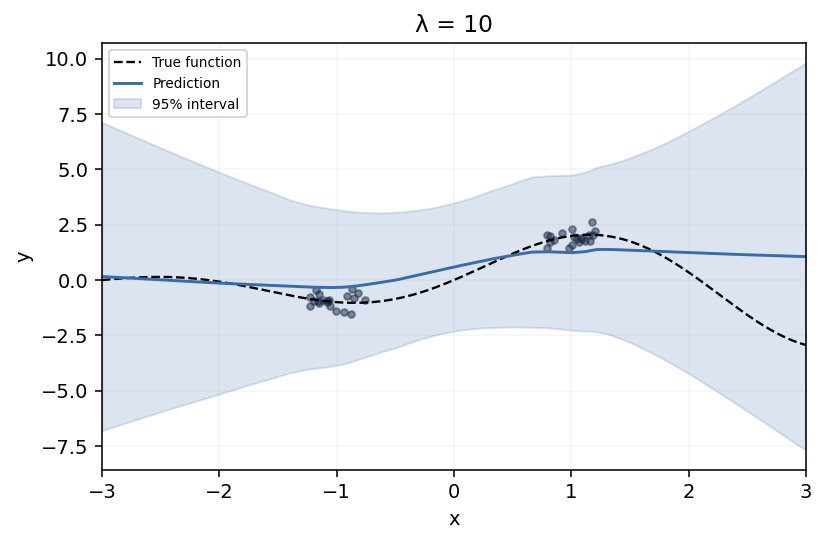 λ = 10
True function
Prediction
95% interval
10.0
7.5
5.0
2.5
0.0
−2.5
−5.0
−7.5
y
−3 −2 −1 0 1 2 3
x